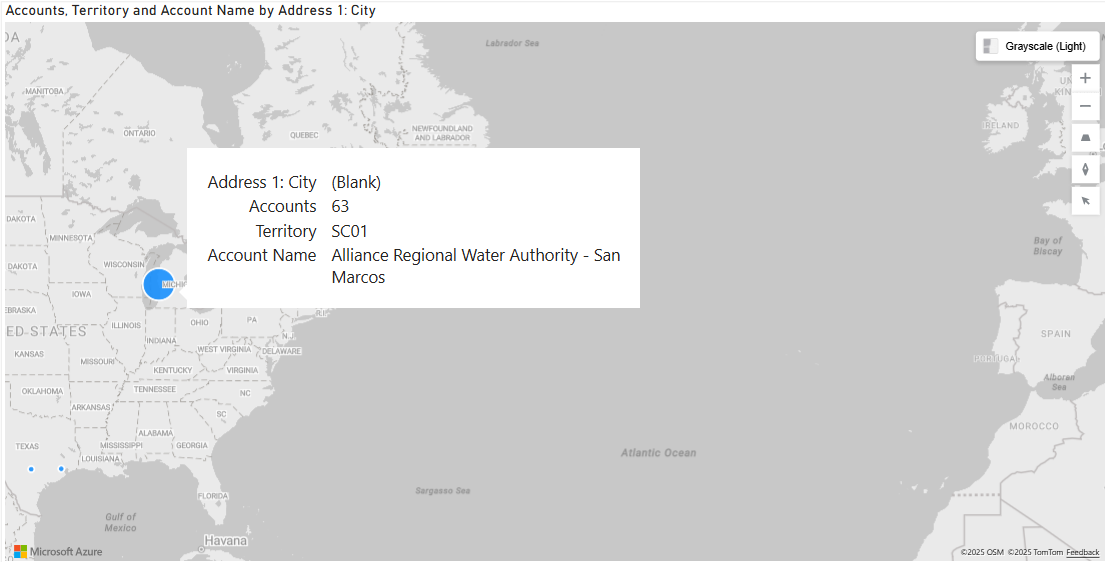 Accounts, Territory and Account Name by Address 1: City
Labrador Sea
Grayscale (Light)
MANITOBA
ONTARIO
QUEBEC
NEWFOUNDLAND
AND LABRADOR
IRELAND
Address 1: City (Blank)
Accounts 63
Territory SC01
Account Name Alliance Regional Water Authority - San
Marcos
DAKOTA
MINNESOTA
WISCONSIN
DAKOTA
IOWA
Bay of
Biscay
ILLINOIS
OHIO
PA
R.I.
N.J.
ED STATES
INDIANA
KANSAS
MISSOURI
WEST VIRGINIA
DELAWARE
KENTUCKY
VIRGINIA
SPAIN
PORTUGA
OKLAHOMA
TENNESSEE
NC
Alboran
Sea
ARKANSAS
SC
MOROCCO
TEXAS
MISSISSIPPI
ALABAMA
GEORGIA
LOUISIANA
Atlantic Ocean
Sargasso Sea
FLORIDA
Gulf of
Mexico
Havana
Microsoft Azure
©2025 OSM ©2025 TomTom Feedback